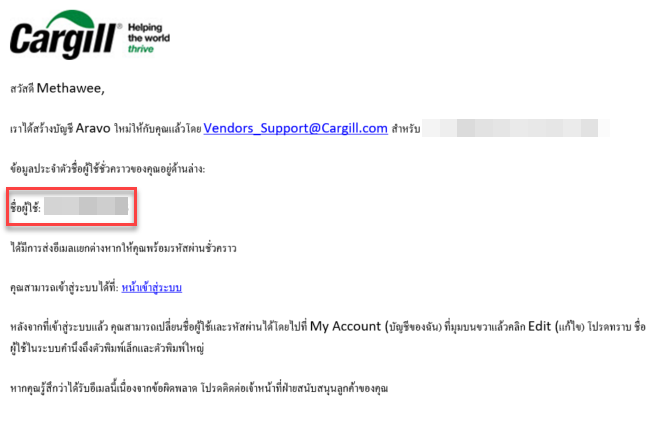 Cargill
Helping
the world
thrive
สวัสดี Methawee,
เราได้สร้างบัญชี Aravo ใหม่ให้กับคุณแล้วโดย Vendors_Support@Cargill.com สำหรับ
ข้อมูลประจำตัวชื่อผู้ใช้ชั่วคราวของคุณอยู่ด้านล่าง:
ชื่อผู้ใช้:
ได้มีการส่งอีเมลแยกต่างหากให้คุณพร้อมรหัสผ่านชั่วคราว
คุณสามารถเข้าสู่ระบบได้ที่: หน้าเข้าสู่ระบบ
หลังจากที่เข้าสู่ระบบแล้ว คุณสามารถเปลี่ยนชื่อผู้ใช้และรหัสผ่านได้โดยไปที่ My Account (บัญชีของฉัน) ที่มุมบนขวาแล้วคลิก Edit (แก้ไข) โปรดทราบ ชื่อ
ผู้ใช้ในระบบคำนึงถึงตัวพิมพ์เล็กและตัวพิมพ์ใหญ่
หากคุณรู้สึกว่าได้รับอีเมลนี้เนื่องจากข้อผิดพลาด โปรดติดต่อเจ้าหน้าที่ฝ่ายสนับสนุนลูกค้าของคุณ